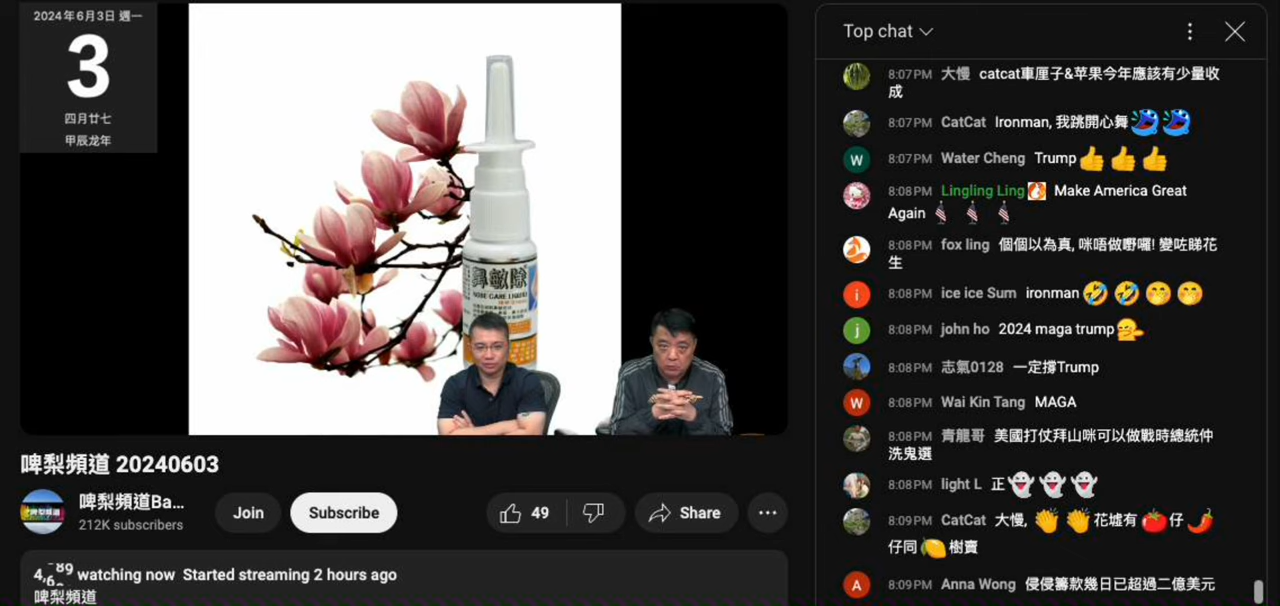 2024年6月3日 週一
3
四月廿七
甲辰龙年
鼻敏除
NOSE CARE LIQUID
啤梨頻道 20240603
啤梨頻道Ba...
212K subscribers
Join
Subscribe
49
Share
watching now Started streaming 2 hours ago
啤梨頻道
Top chat
8:07PM 大慢 catcat車厘子&苹果今年應該有少量收
成
8:07PM CatCat Ironman, 我跳開心舞
W
8:07PM Water Cheng Trump👍👍👍
8:08PM Lingling Ling Make America Great
Again
8:08PM fox ling 個個以為真, 咪唔做嘢囉! 變咗睇花
生
i
8:08PM ice ice Sum ironman🤣🤣🤭🤭
j
8:08PM john ho 2024 maga trump
8:08PM 志氣0128 一定撐Trump
W
8:08PM Wai Kin Tang MAGA
8:08PM 青龍哥 美國打仗拜山咪可以做戰時總統仲
洗鬼選
8:08PM light L 正👻👻👻
8:09PM CatCat 大慢, 👏👏花墟有🍅仔🌶
仔同🍋樹賣
A
8:09PM Anna Wong 侵侵籌款幾日已超過二億美元